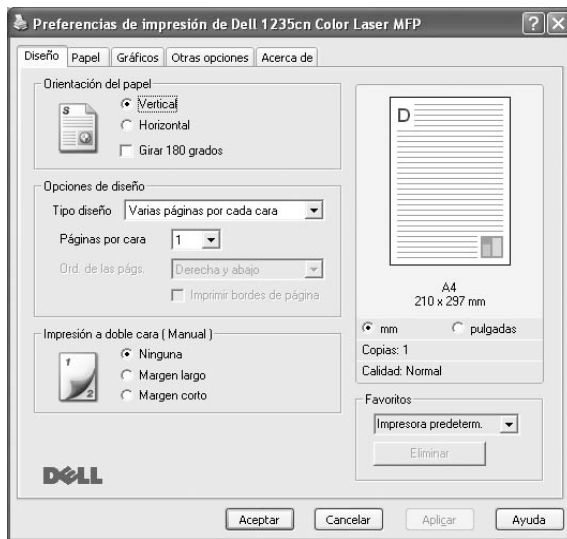 Preferencias de impresión de Dell 1235cn Color Laser MFP
Diseño Papel Gráficos Otras opciones Acerca de
Orientación del papel
S
Vertical
Horizontal
Girar 180 grados
Opciones de diseño
Tipo diseño Varias páginas por cada cara
Páginas por cara 1
Ord. de las págs. Derecha y abajo
Imprimir bordes de página
Impresión a doble cara ( Manual )
1
2
Ninguna
Margen largo
Margen corto
DELL
D
A4
210 x 297 mm
mm pulgadas
Copias: 1
Calidad: Normal
Favoritos
Impresora predeterm.
Eliminar
Aceptar Cancelar Aplicar Ayuda